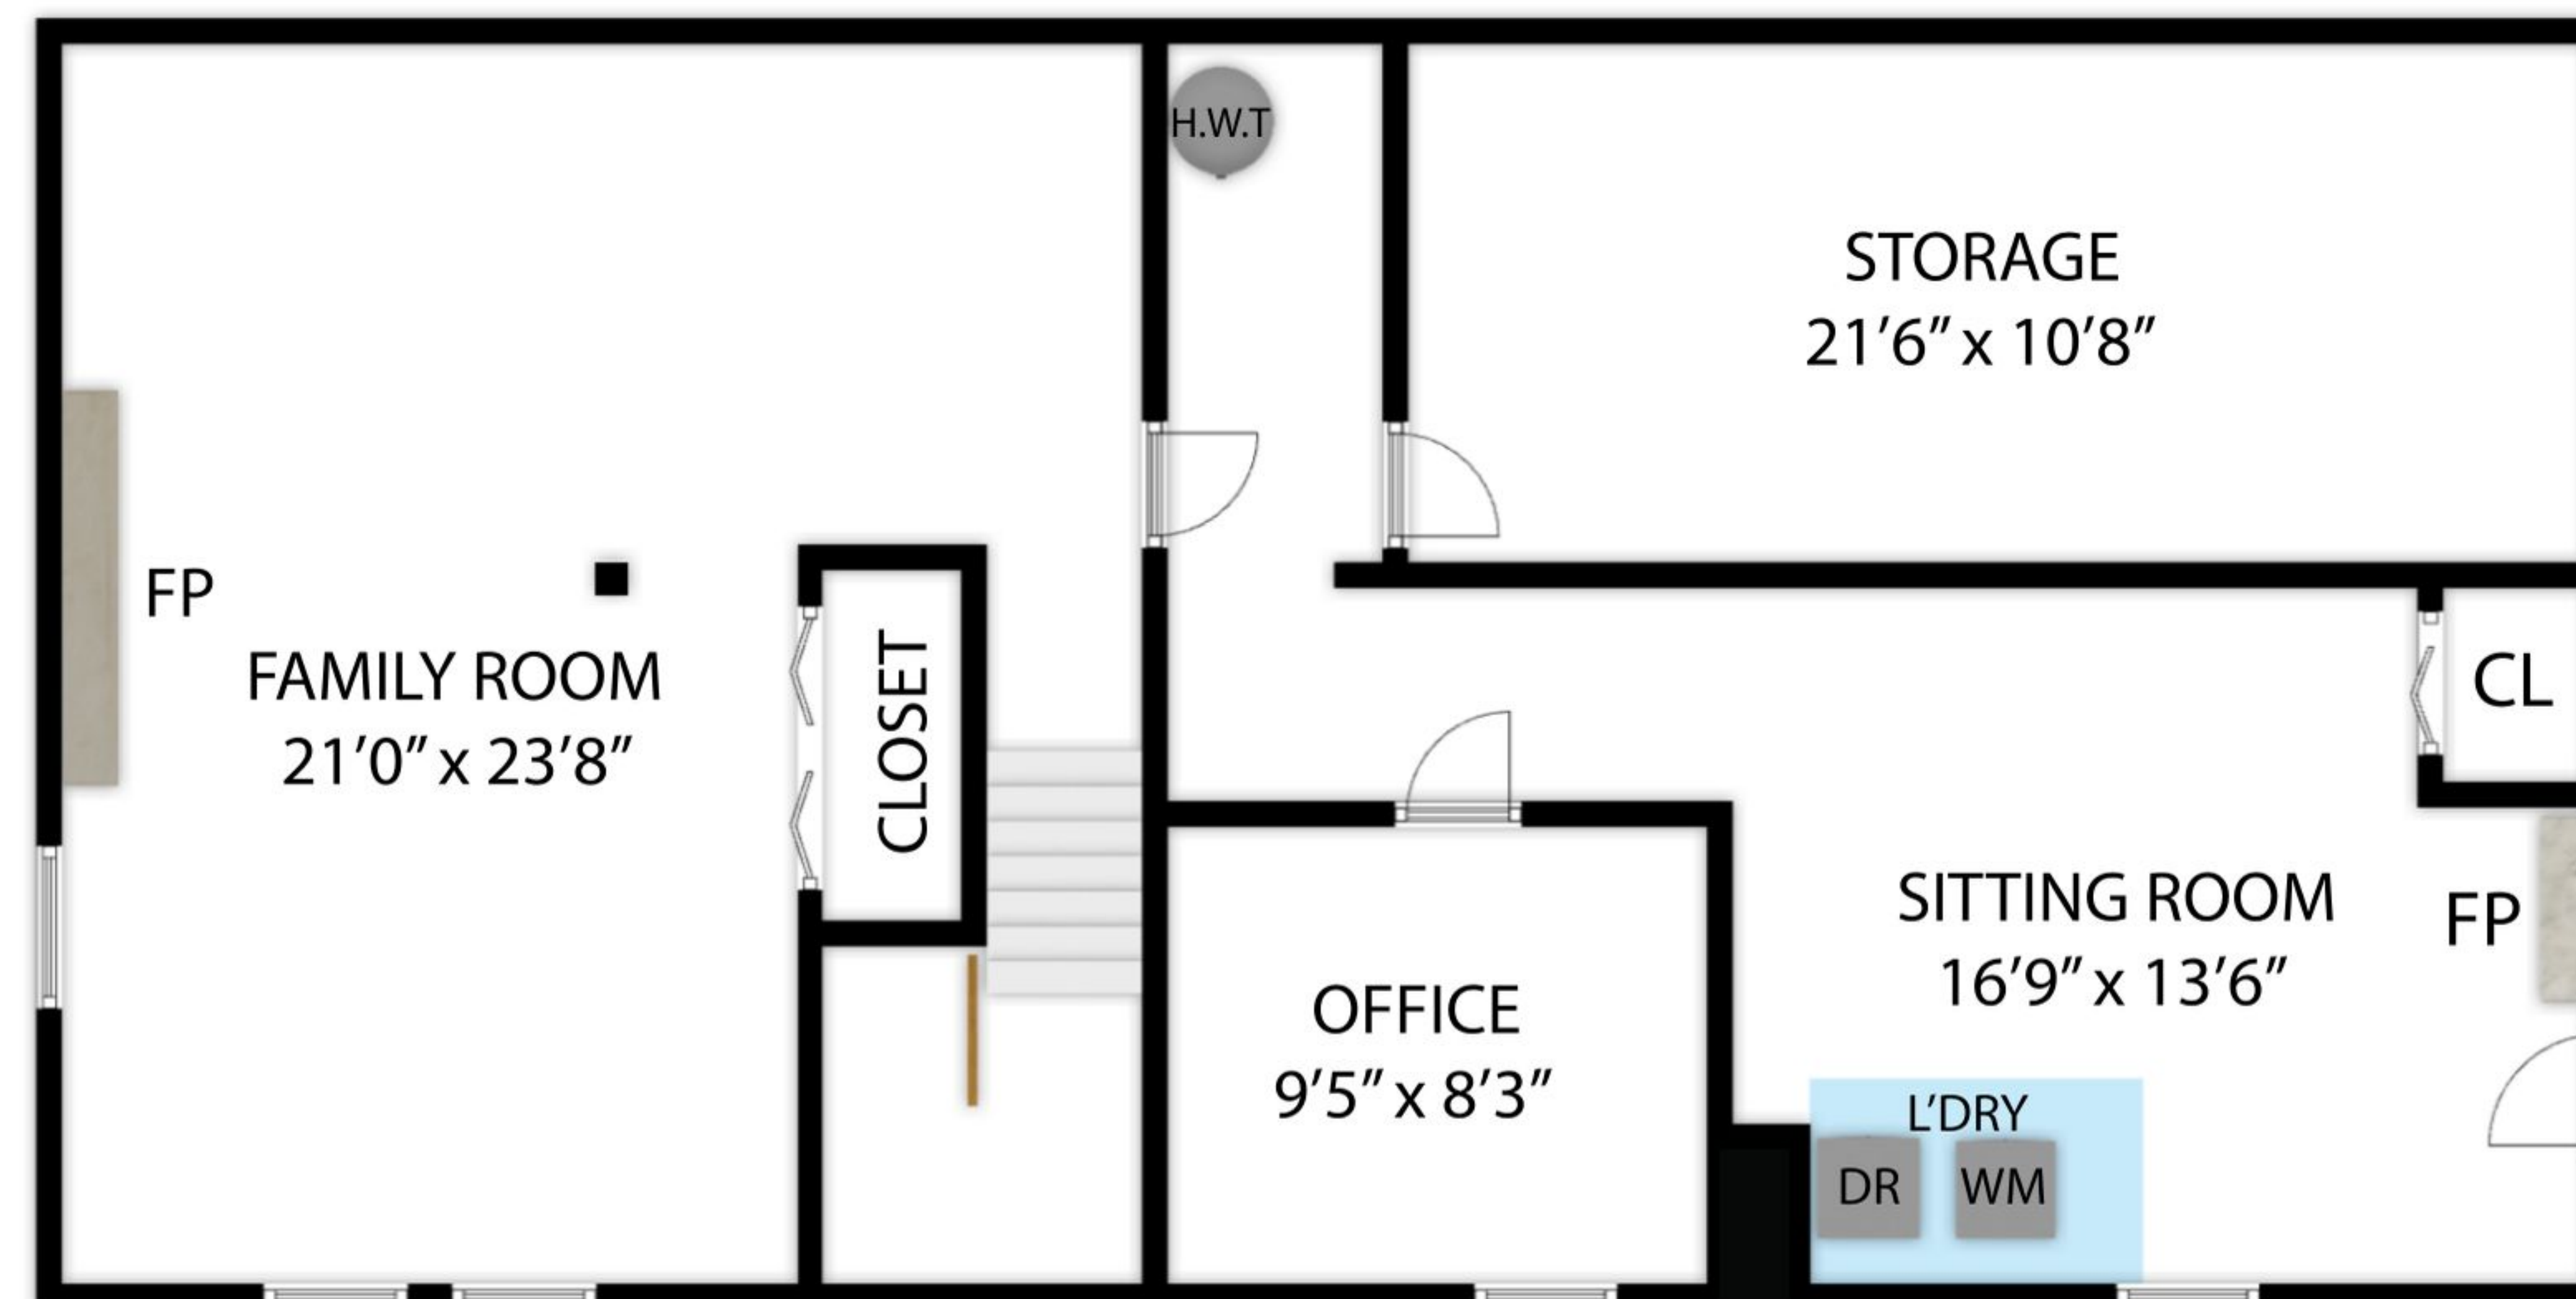 H.W.T
STORAGE
21'6" x 10'8"
FP
FAMILY ROOM
21'0" x 23'8"
CLOSET
CL
SITTING ROOM
16'9" x 13'6"
FP
OFFICE
9'5" x 8'3"
L'DRY
DR
WM